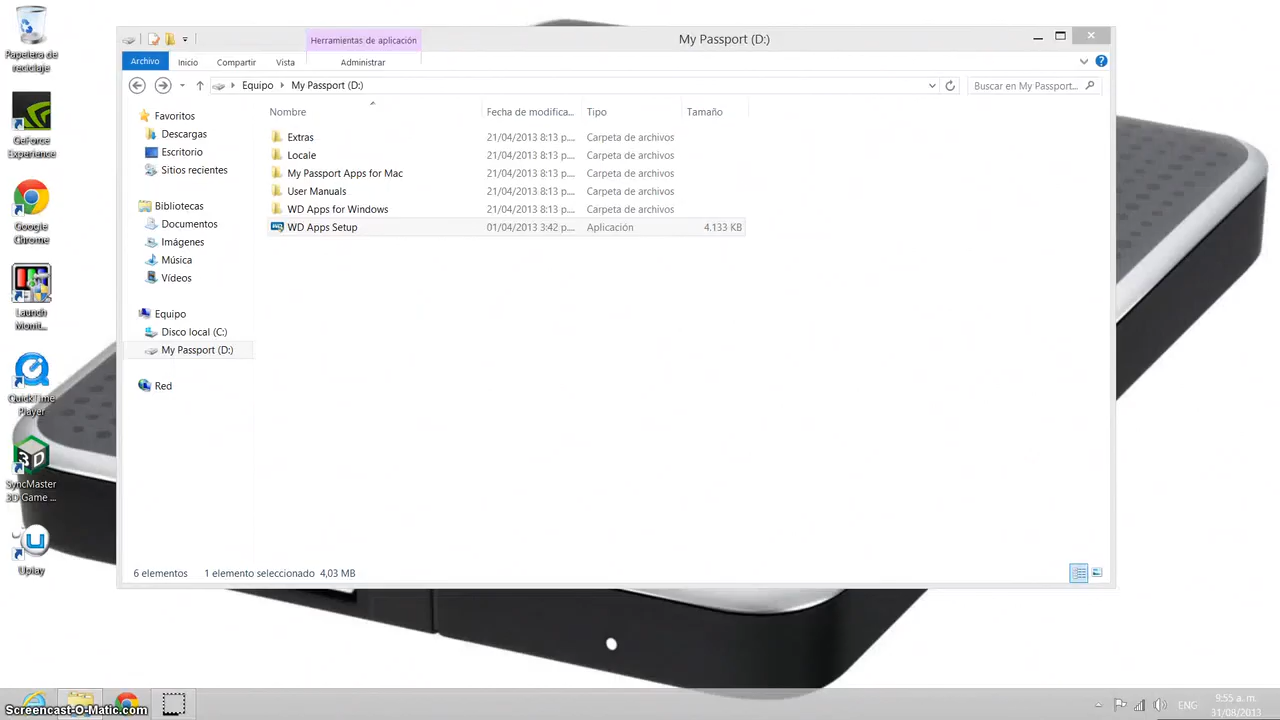 Papelera de
reciclaje
GeForce
Experience
Google
Chrome
Launch
Monit...
QuickTime
Player
SyncMaster
3D Game ...
Uplay
Herramientas de aplicación
My Passport (D:)
Archivo
Inicio
Compartir
Vista
Administrar
Equipo
My Passport (D:)
Buscar en My Passport...
Nombre
Fecha de modifica...
Tipo
Tamaño
Favoritos
Descargas
Escritorio
Sitios recientes
Bibliotecas
Documentos
Imágenes
Música
Vídeos
Equipo
Disco local (C:)
My Passport (D:)
Red
Extras 21/04/2013 8:13 p.... Carpeta de archivos
Locale 21/04/2013 8:13 p.... Carpeta de archivos
My Passport Apps for Mac 21/04/2013 8:13 p.... Carpeta de archivos
User Manuals 21/04/2013 8:13 p.... Carpeta de archivos
WD Apps for Windows 21/04/2013 8:13 p.... Carpeta de archivos
WD Apps Setup 01/04/2013 3:42 p.... Aplicación 4.133 KB
6 elementos 1 elemento seleccionado 4,03 MB
Screencast-O-Matic.com
ENG
9:55 a. m.
31/08/2013